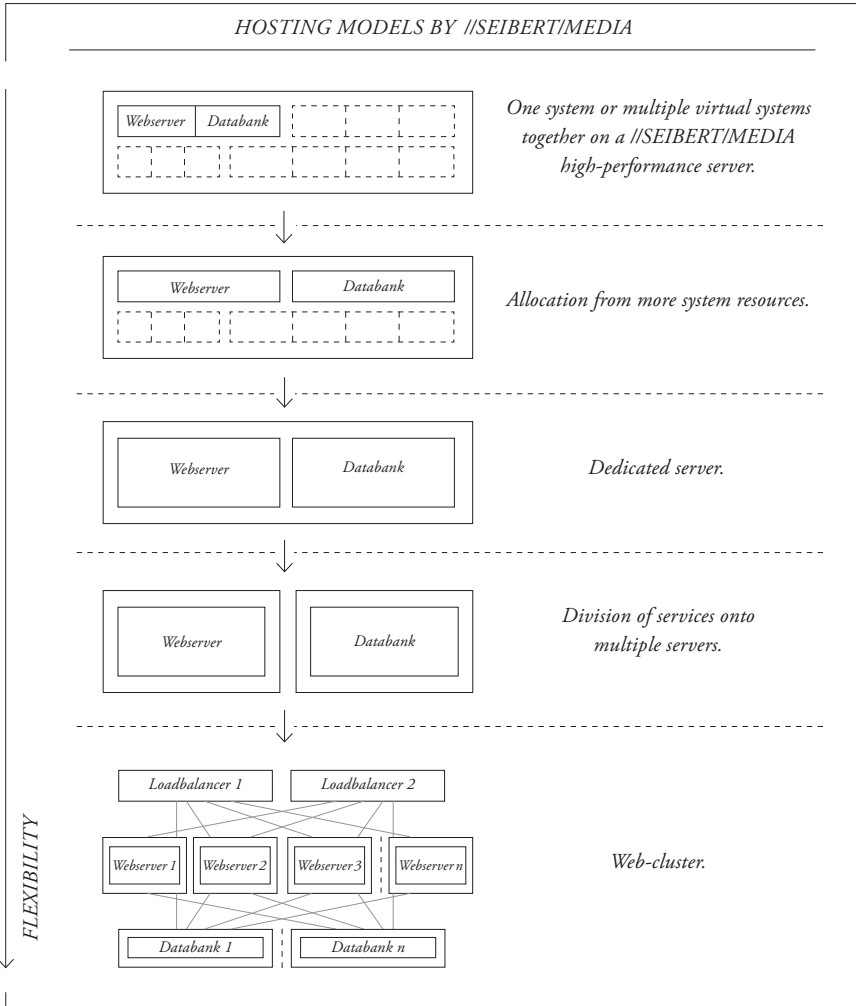 HOSTING MODELS BY //SEIBERT/MEDIA
Webserver
Databank
One system or multiple virtual systems
together on a //SEIBERT/MEDIA
high-performance server.
Webserver
Databank
Allocation from more system resources.
Webserver
Databank
Dedicated server.
Webserver
Databank
Division of services onto
multiple servers.
Loadbalancer 1
Loadbalancer 2
Webserver 1
Webserver 2
Webserver 3
Webserver n
Web-cluster.
Databank 1
Databank n
FLEXIBILITY